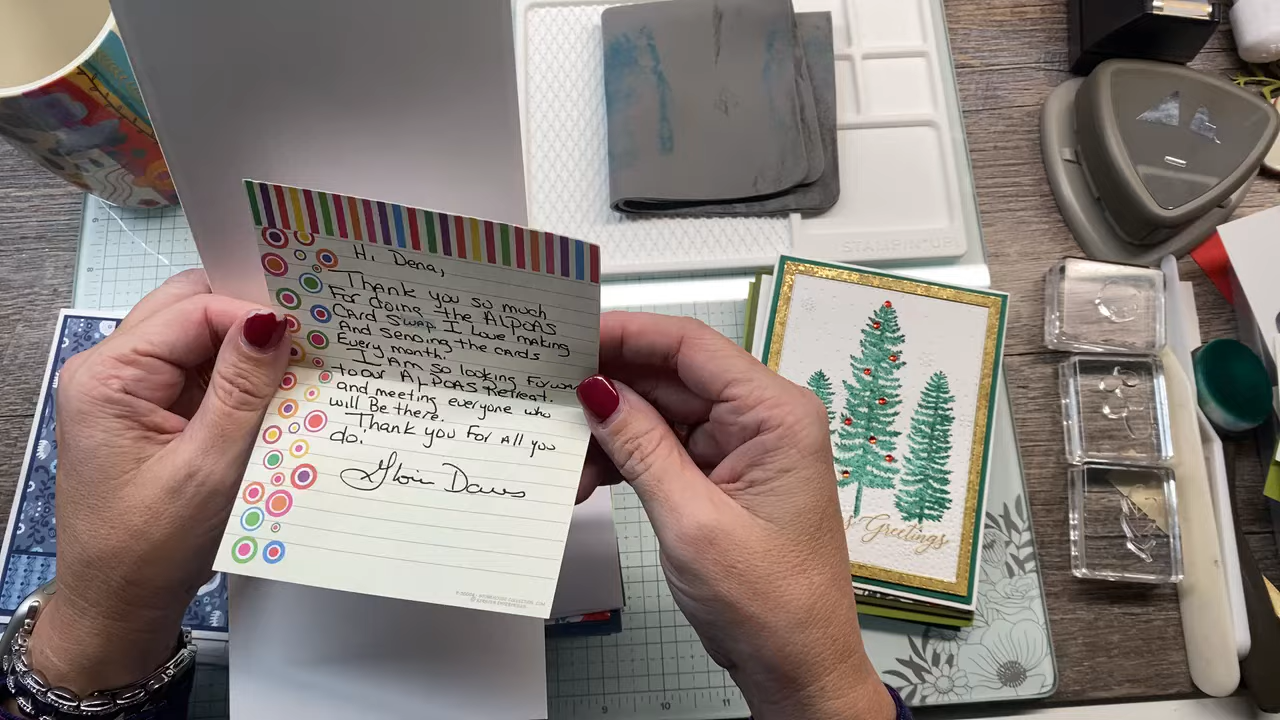 Hi Dena,
Thank you so much
For doing the ALPOAS
Card Swap I Love making
And sending the cards
Every month.
I Am so looking Forward
to our ALPOAS Retreat.
and meeting everyone who
will Be there.
Thank you For All you
do.
Davis
STAMPIN' UP!
Greetings